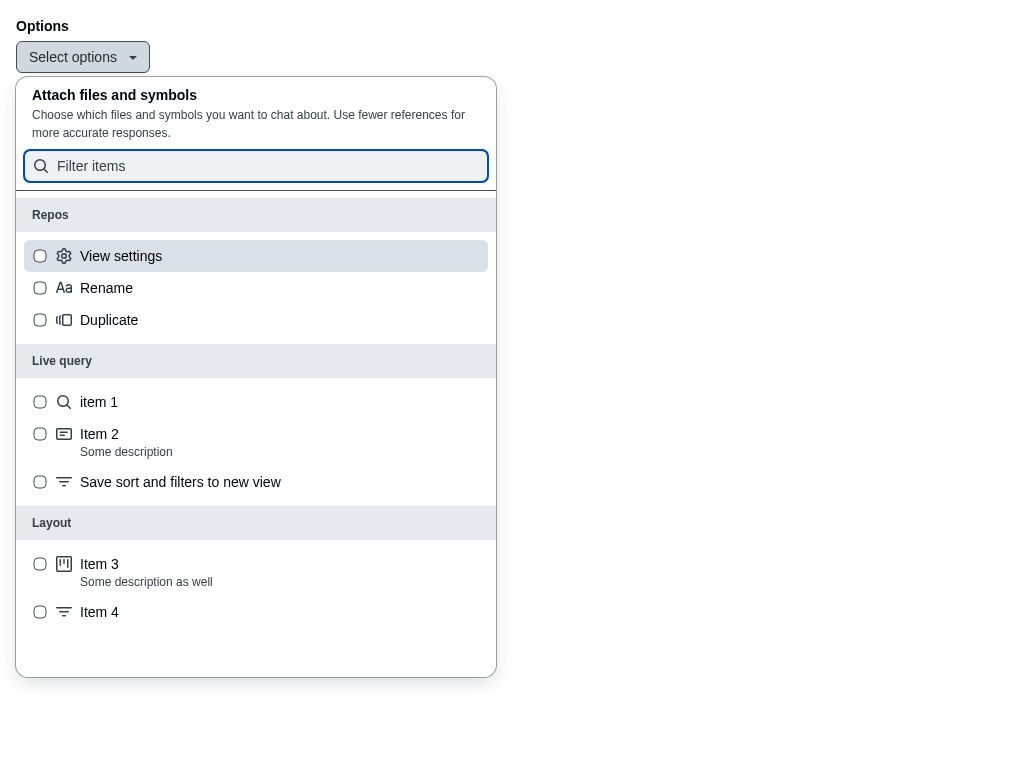 Options
Select options
Attach files and symbols
Choose which files and symbols you want to chat about. Use fewer references for
more accurate responses.
Filter items
Repos
View settings
Rename
Duplicate
Live query
item 1
Item 2
Some description
Save sort and filters to new view
Layout
Item 3
Some description as well
Item 4